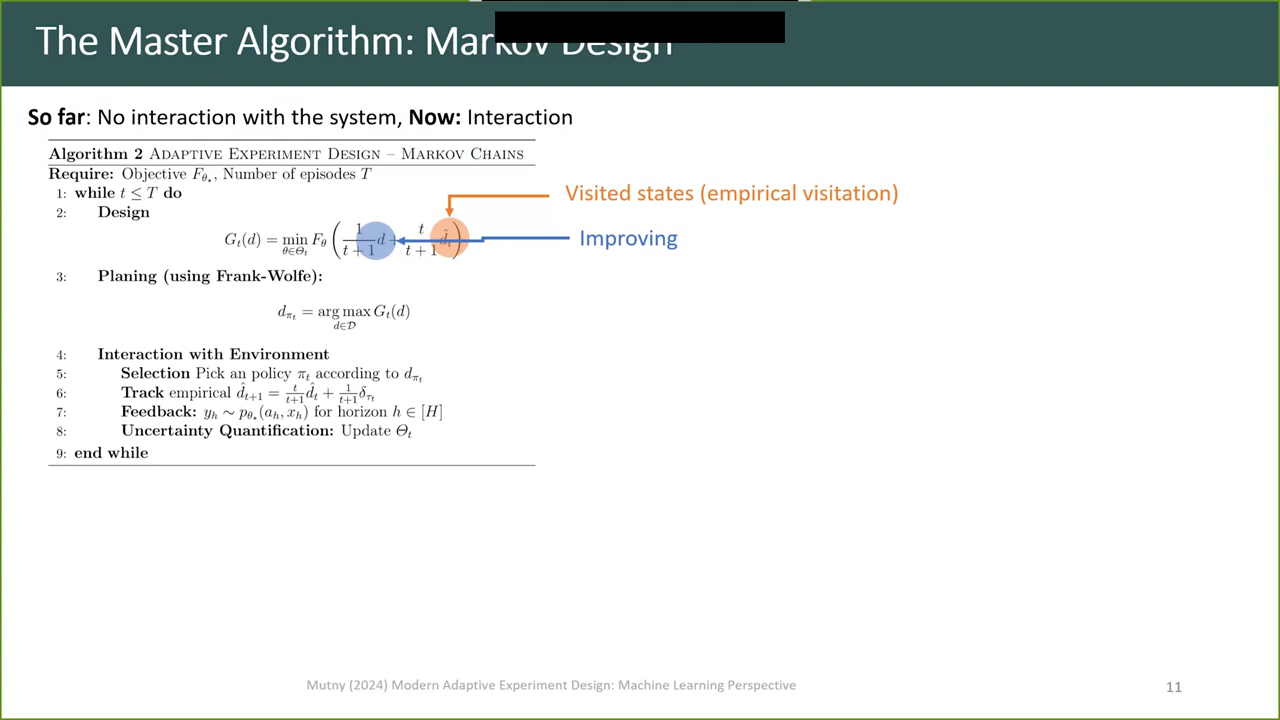 The Master Algorithm: Markov Design
So far: No interaction with the system, Now: Interaction
Algorithm 2 ADAPTIVE EXPERIMENT DESIGN – MARKOV CHAINS
Require: Objective F_{θ⋆}, Number of episodes T
1: while t ≤ T do
2: Design
G_t(d) = min_{θ∈Θ_t} F_θ ( 1/(t+1) d + t/(t+1) d̂_t )
Visited states (empirical visitation)
Improving
3: Planing (using Frank-Wolfe):
d_{π_t} = arg max_{d∈𝒟} G_t(d)
4: Interaction with Environment
5: Selection Pick an policy π_t according to d_{π_t}
6: Track empirical d̂_{t+1} = t/(t+1) d̂_t + 1/(t+1) δ_{τ_t}
7: Feedback: y_h ∼ p_{θ⋆}(a_h, x_h) for horizon h ∈ [H]
8: Uncertainty Quantification: Update Θ_t
9: end while
Mutny (2024) Modern Adaptive Experiment Design: Machine Learning Perspective
11